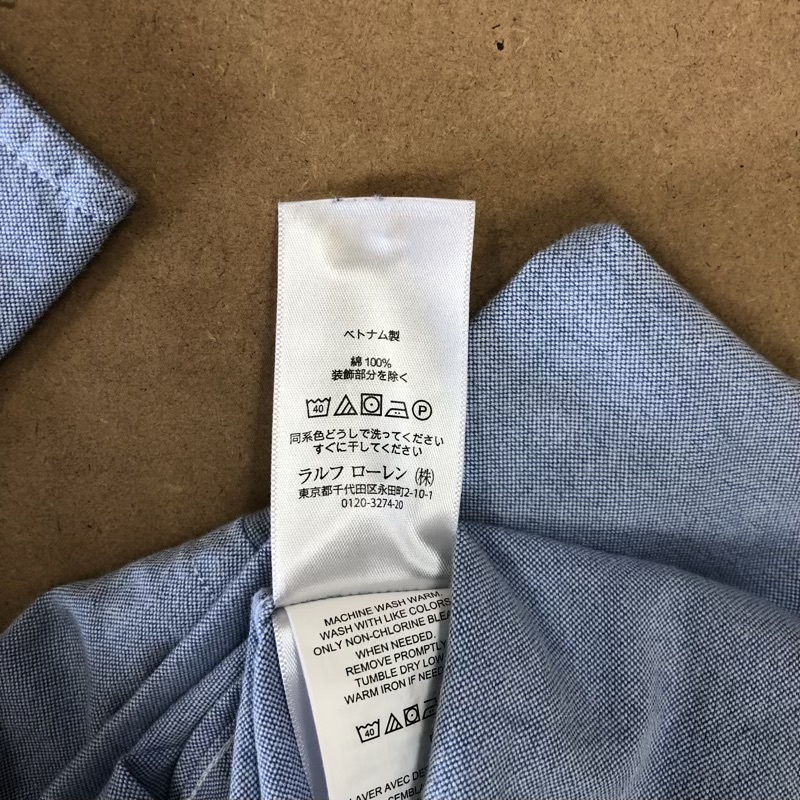 ベトナム製
綿 100%
装飾部分を除く
40 P
同系色どうしで洗ってください
すぐに干してください
ラルフ ローレン (株)
東京都千代田区永田町2-10-1
0120-3274-20
MACHINE WASH WARM.
WASH WITH LIKE COLORS
ONLY NON-CHLORINE
WHEN NEEDED.
REMOVE PROMPTLY
TUMBLE DRY LOW
WARM IRON IF
40
LAVER AVEC